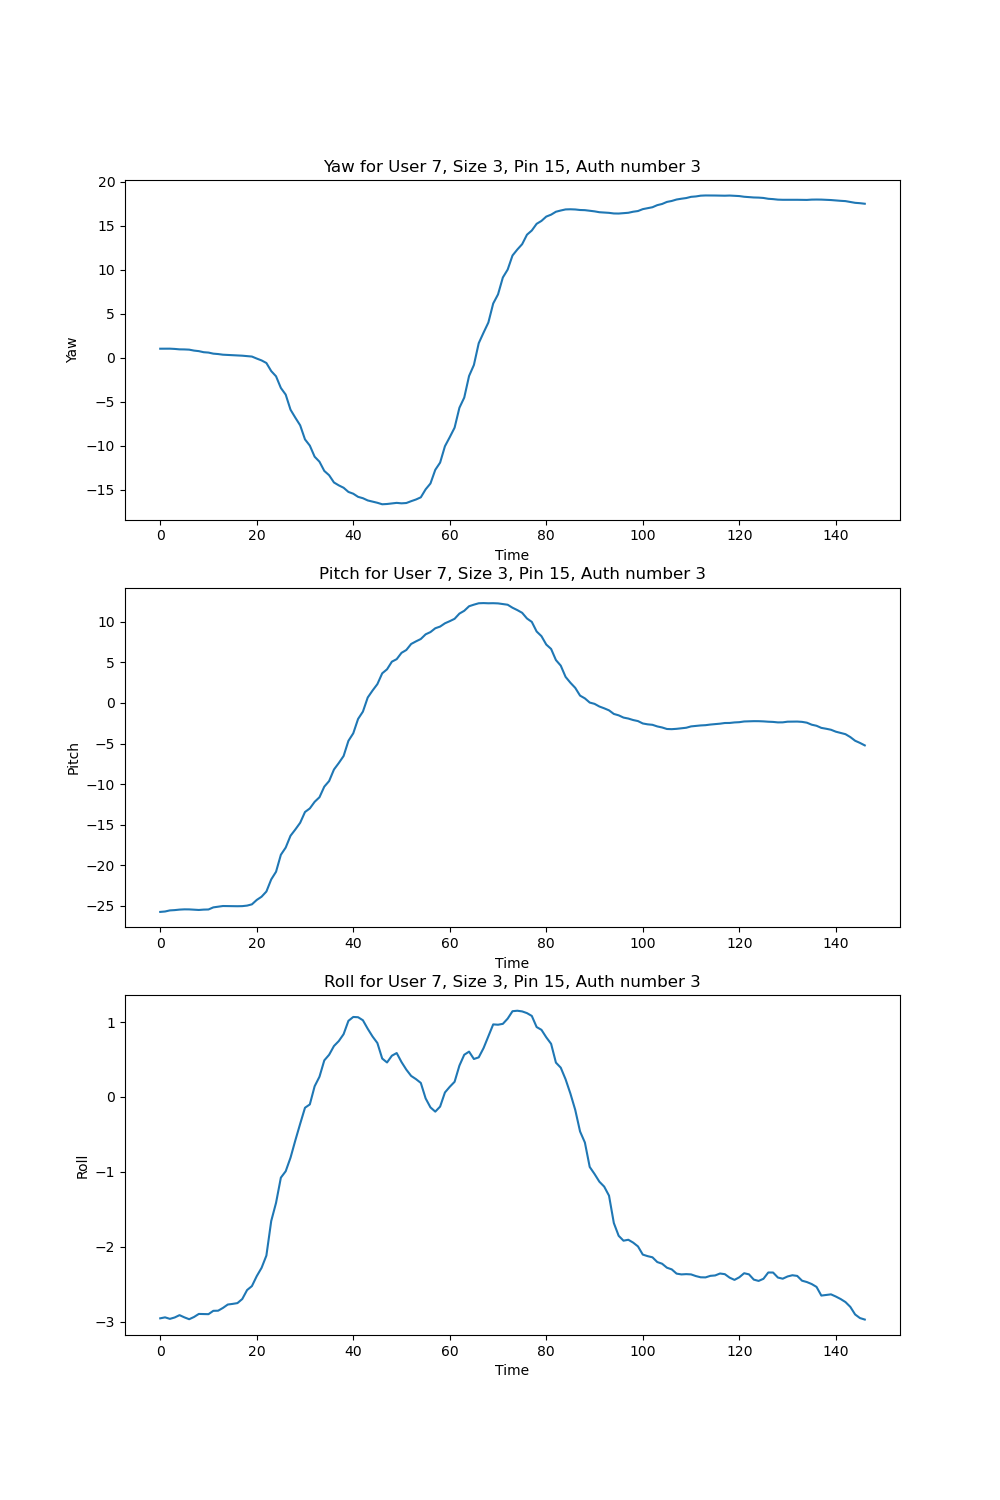 Yaw for User 7, Size 3, Pin 15, Auth number 3
20
15
10
5
0
−5
−10
−15
Yaw
0 20 40 60 80 100 120 140
Time
Pitch for User 7, Size 3, Pin 15, Auth number 3
10
5
0
−5
−10
−15
−20
−25
Pitch
0 20 40 60 80 100 120 140
Time
Roll for User 7, Size 3, Pin 15, Auth number 3
1
0
−1
−2
−3
Roll
0 20 40 60 80 100 120 140
Time